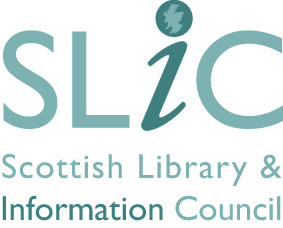 SLiC
Scottish Library &
Information Council